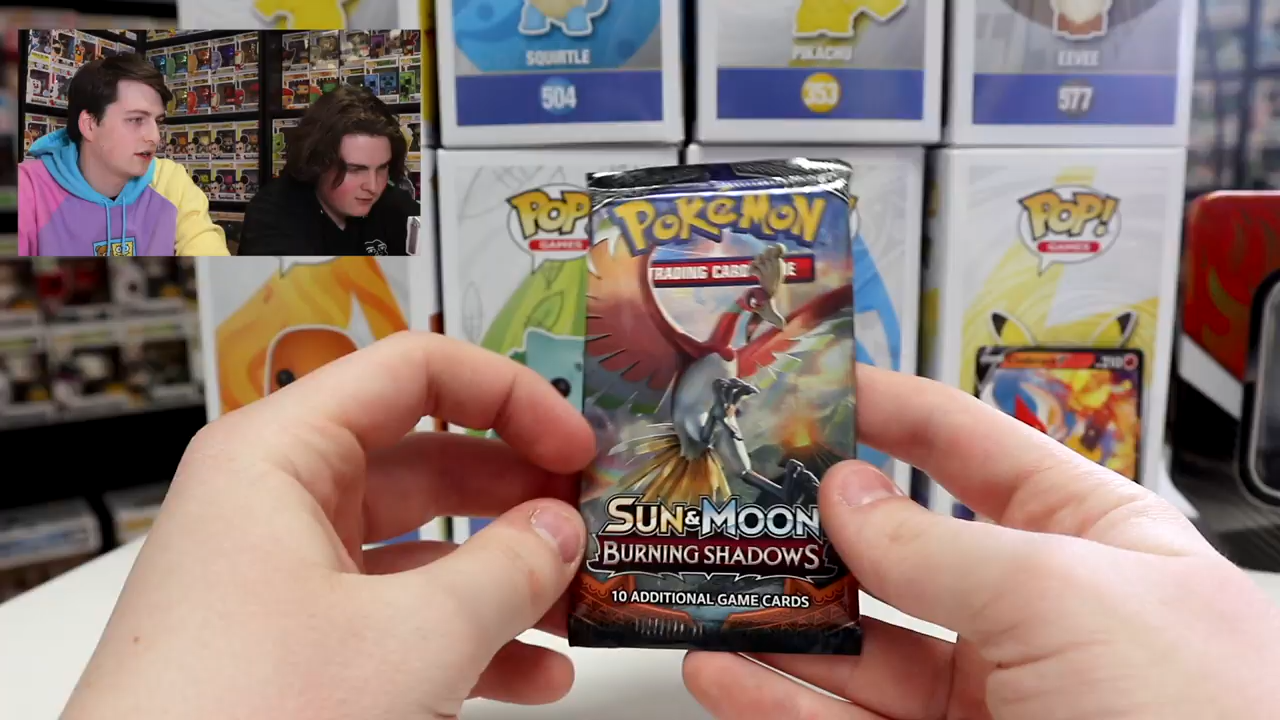 SQUIRTLE
504
PIKACHU
353
EEVEE
577
POP
GAMES
POP!
GAMES
POKÉMON
TRADING CARD
SUN & MOON
BURNING SHADOWS
10 ADDITIONAL GAME CARDS